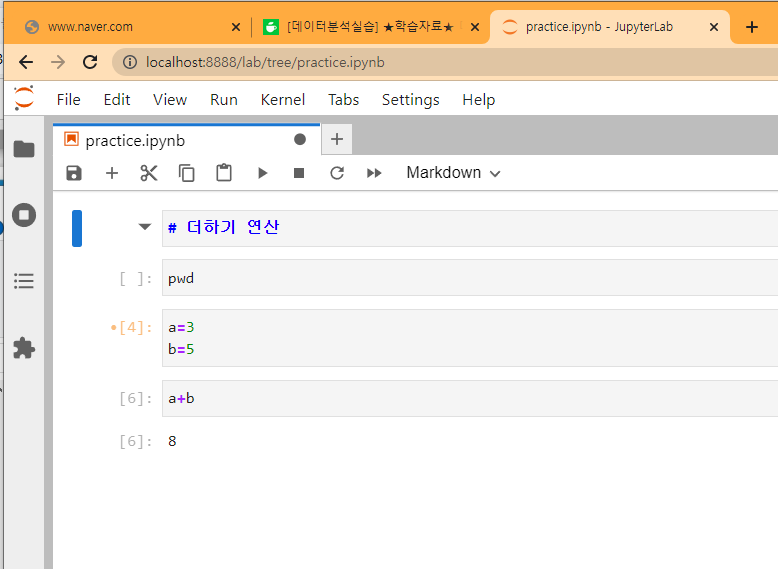 www.naver.com
[데이터분석실습] ★학습자료★
practice.ipynb - JupyterLab
localhost:8888/lab/tree/practice.ipynb
File Edit View Run Kernel Tabs Settings Help
practice.ipynb
Markdown
# 더하기 연산
[ ]: pwd
[4]: a=3
b=5
[6]: a+b
[6]: 8